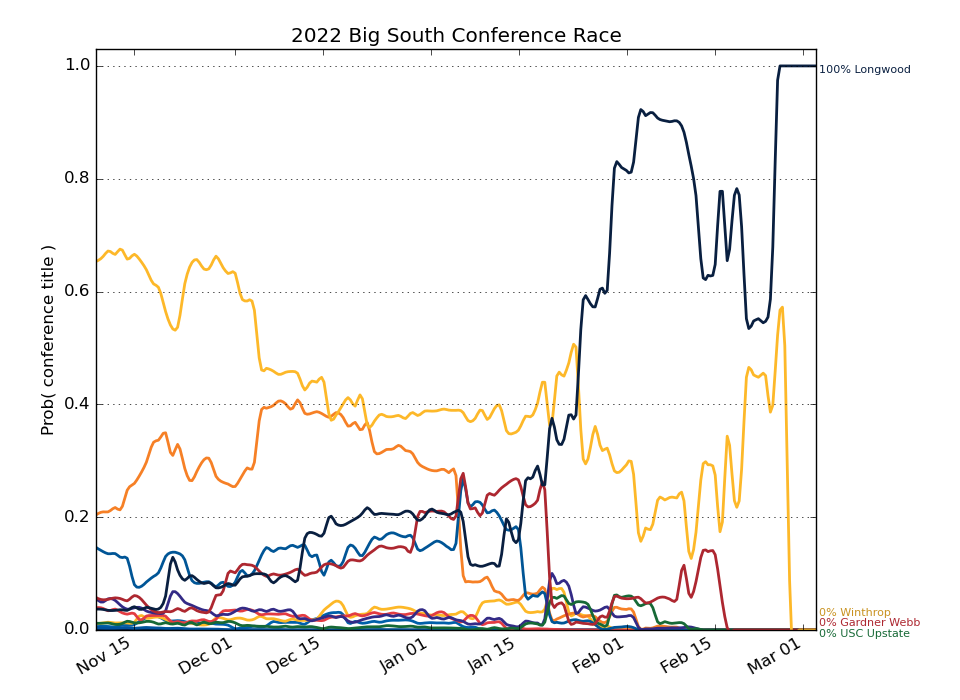 2022 Big South Conference Race
Prob( conference title )
1.0
0.8
0.6
0.4
0.2
0.0
Nov 15
Dec 01
Dec 15
Jan 01
Jan 15
Feb 01
Feb 15
Mar 01
100% Longwood
0% Winthrop
0% Gardner Webb
0% USC Upstate